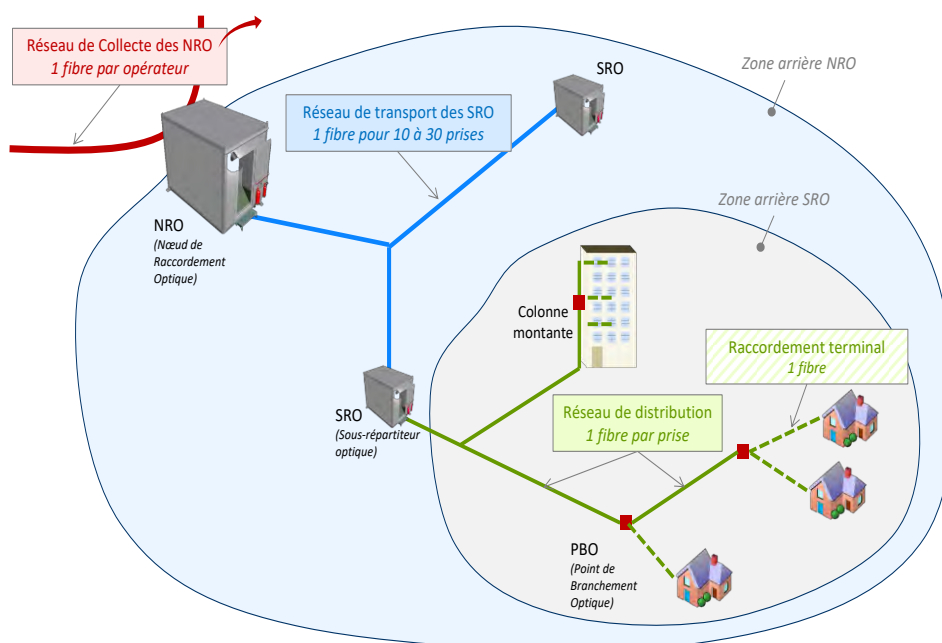 Réseau de Collecte des NRO
1 fibre par opérateur
SRO
Zone arrière NRO
Réseau de transport des SRO
1 fibre pour 10 à 30 prises
Zone arrière SRO
NRO
(Nœud de
Raccordement
Optique)
Colonne
montante
Raccordement terminal
1 fibre
SRO
(Sous-répartiteur
optique)
Réseau de distribution
1 fibre par prise
PBO
(Point de
Branchement
Optique)